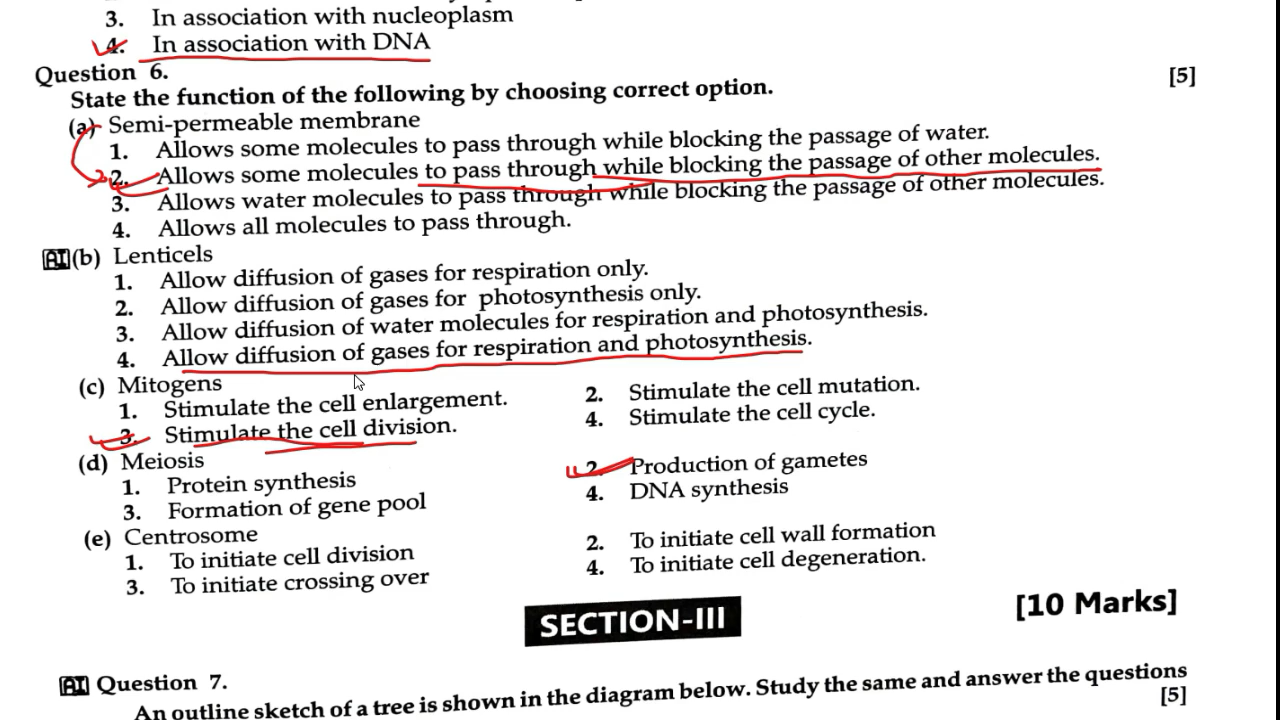 3. In association with nucleoplasm
4. In association with DNA
Question 6.
[5]
State the function of the following by choosing correct option.
(a) Semi-permeable membrane
1. Allows some molecules to pass through while blocking the passage of water.
2. Allows some molecules to pass through while blocking the passage of other molecules.
3. Allows water molecules to pass through while blocking the passage of other molecules.
4. Allows all molecules to pass through.
AI (b) Lenticels
1. Allow diffusion of gases for respiration only.
2. Allow diffusion of gases for photosynthesis only.
3. Allow diffusion of water molecules for respiration and photosynthesis.
4. Allow diffusion of gases for respiration and photosynthesis.
(c) Mitogens
1. Stimulate the cell enlargement. 2. Stimulate the cell mutation.
3. Stimulate the cell division. 4. Stimulate the cell cycle.
(d) Meiosis
1. Protein synthesis 2. Production of gametes
3. Formation of gene pool 4. DNA synthesis
(e) Centrosome
1. To initiate cell division 2. To initiate cell wall formation
3. To initiate crossing over 4. To initiate cell degeneration.
SECTION-III [10 Marks]
AI Question 7.
An outline sketch of a tree is shown in the diagram below. Study the same and answer the questions
[5]